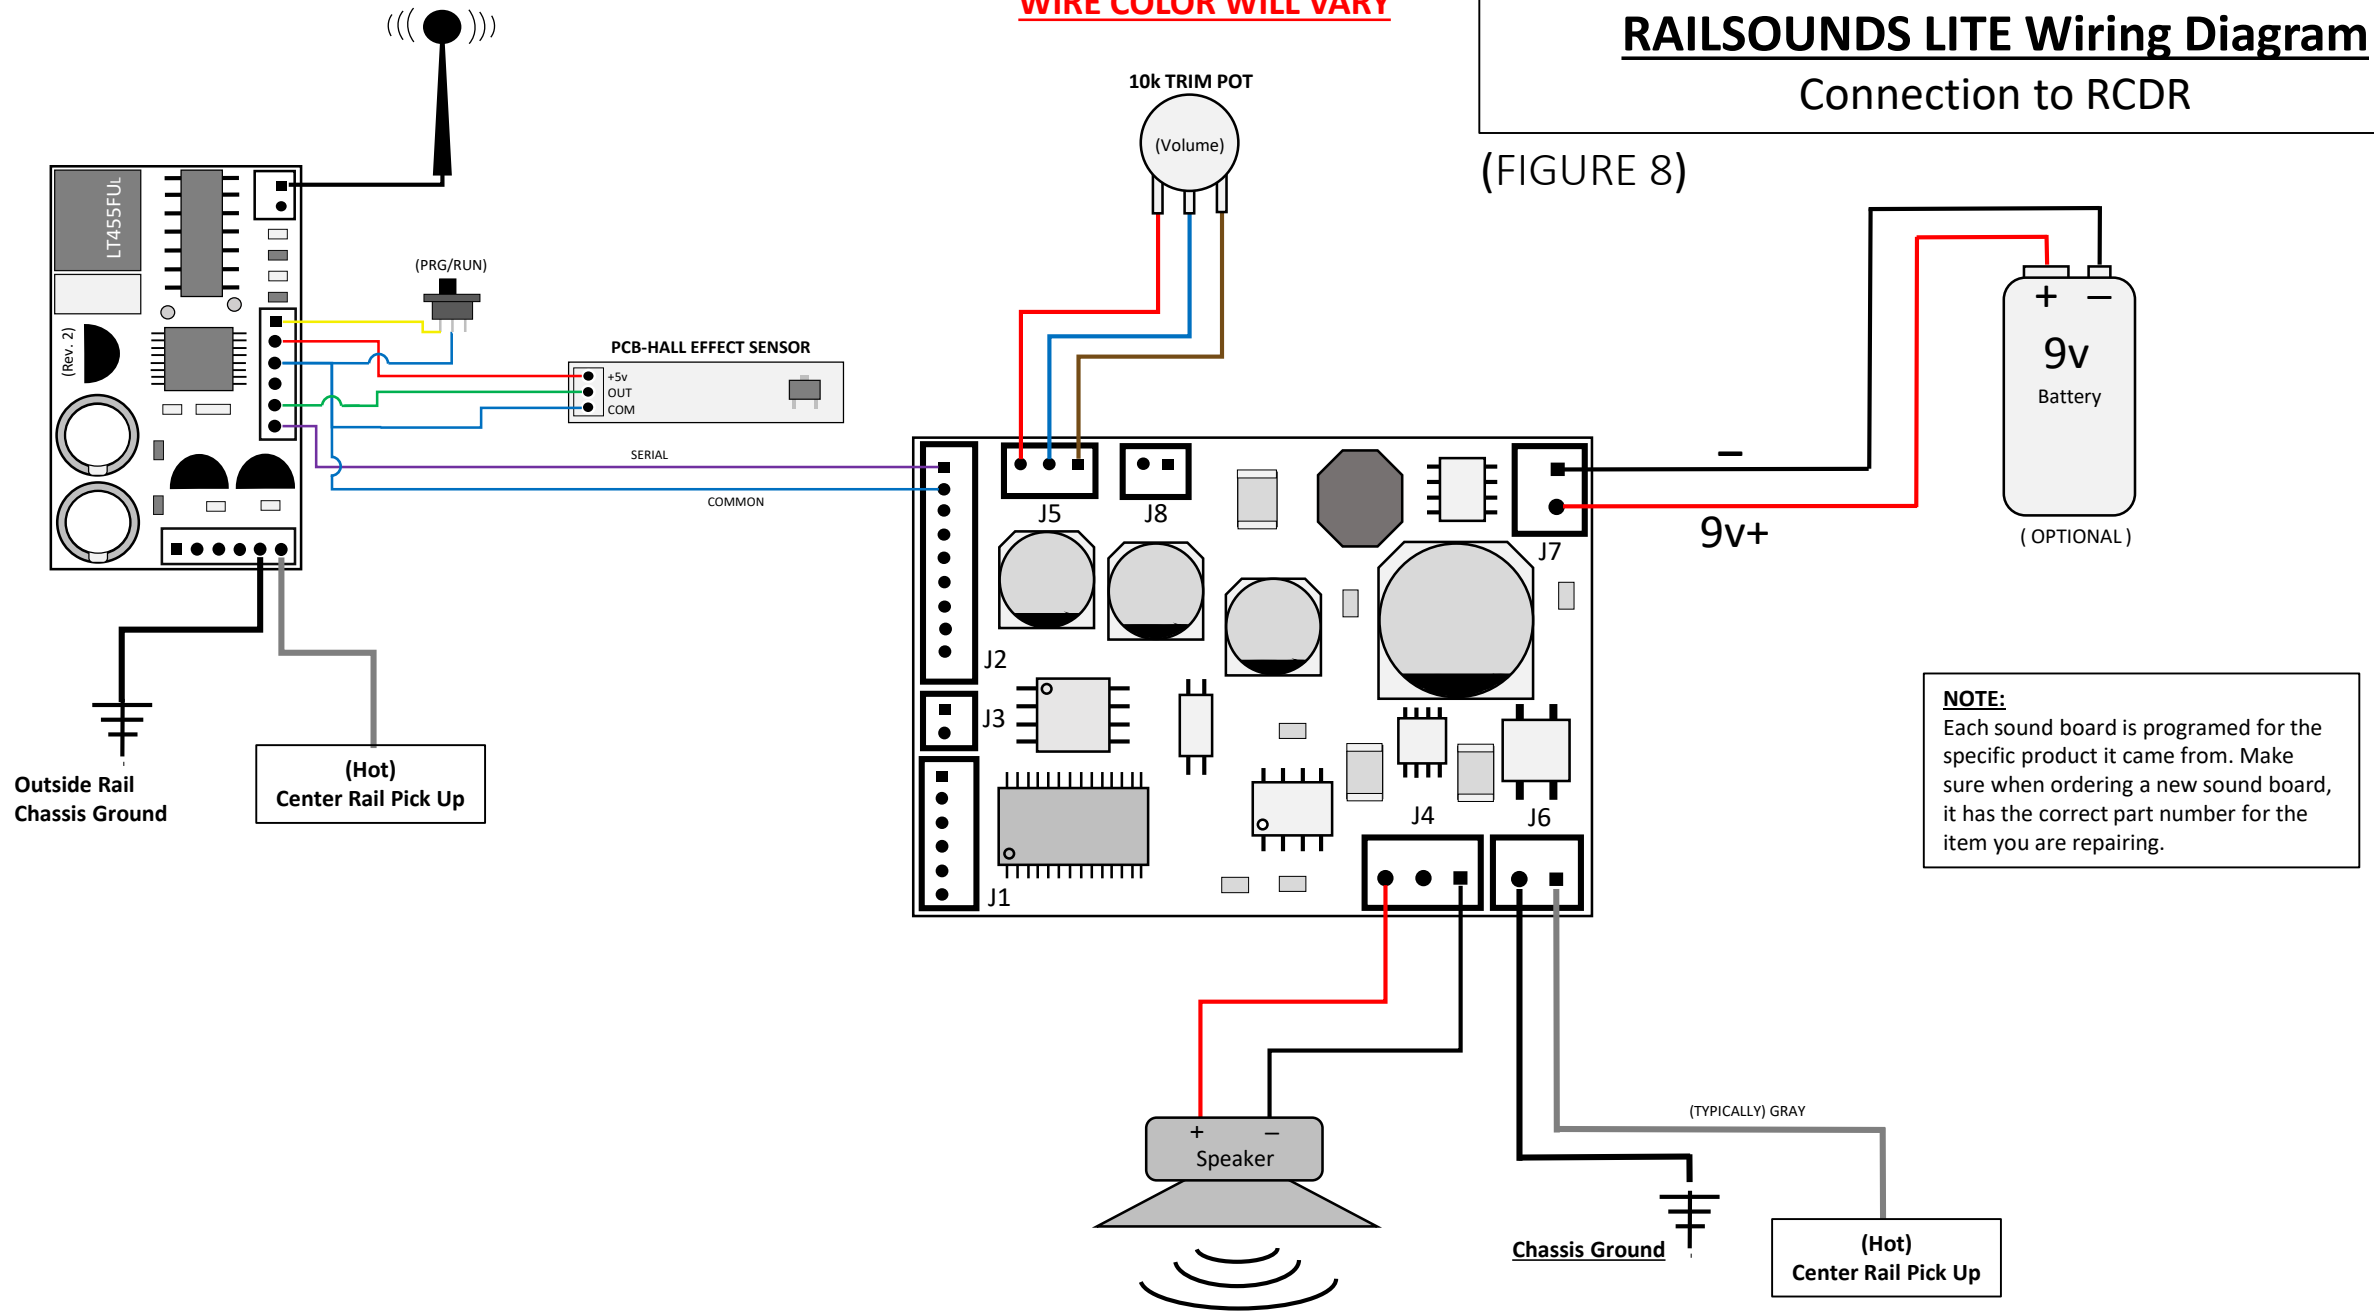 WIRE COLOR WILL VARY
RAILSOUNDS LITE Wiring Diagram
Connection to RCDR
(FIGURE 8)
10k TRIM POT
(Volume)
LT455FUL
(Rev. 2)
(PRG/RUN)
PCB-HALL EFFECT SENSOR
+5v
OUT
COM
SERIAL
COMMON
+ –
9v
Battery
( OPTIONAL )
–
9v+
J5
J8
J7
J2
J3
J1
J4
J6
Outside Rail
Chassis Ground
(Hot)
Center Rail Pick Up
NOTE:
Each sound board is programed for the
specific product it came from. Make
sure when ordering a new sound board,
it has the correct part number for the
item you are repairing.
+ –
Speaker
(TYPICALLY) GRAY
Chassis Ground
(Hot)
Center Rail Pick Up